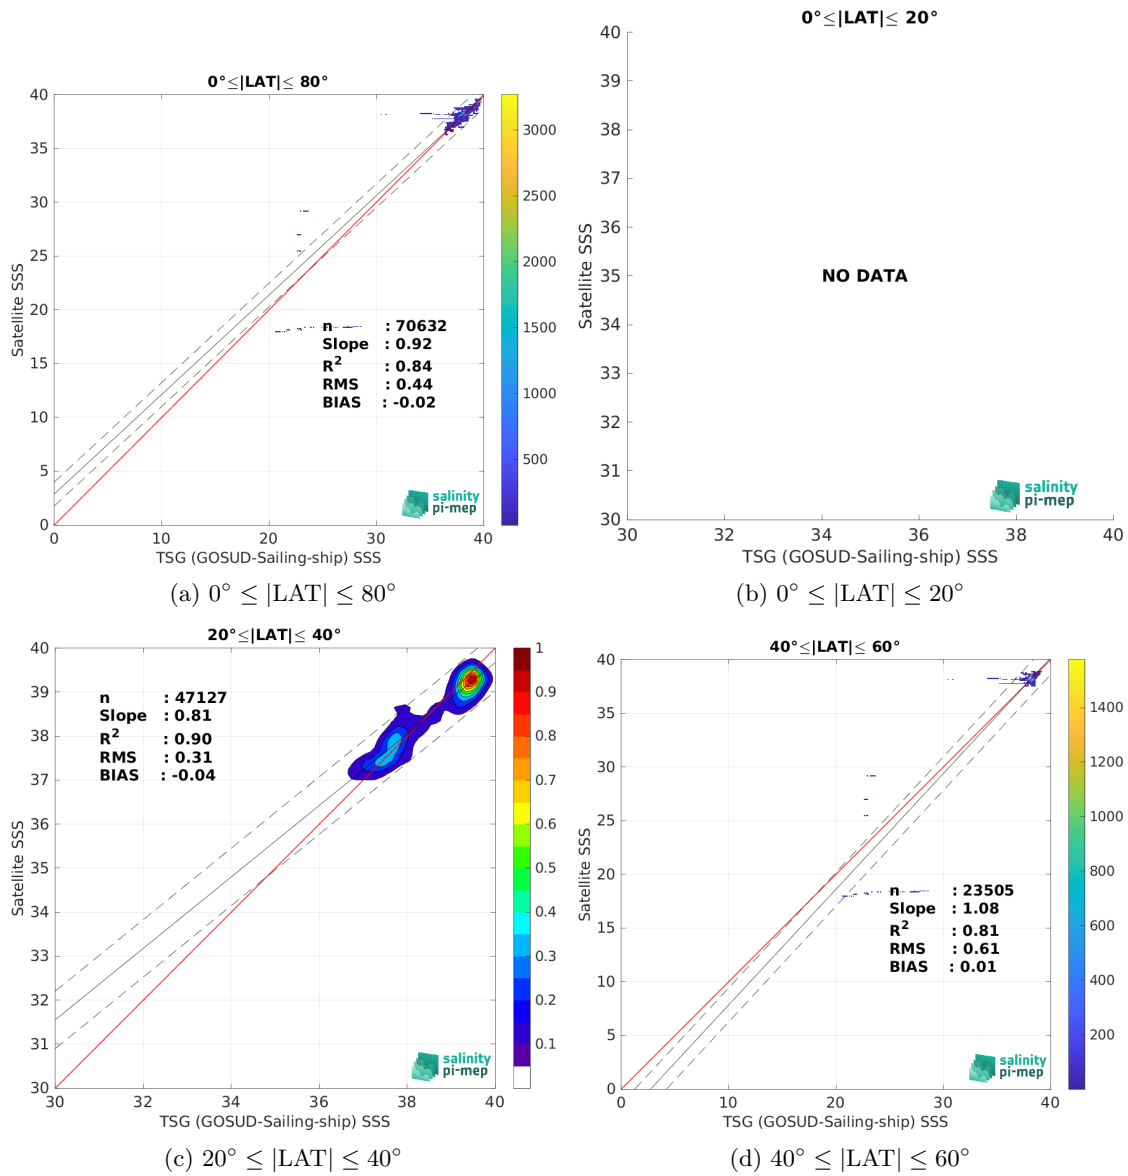 0°≤|LAT|≤ 80°
40
35
30
25
20
15
10
5
0
Satellite SSS
n : 70632
Slope : 0.92
R² : 0.84
RMS : 0.44
BIAS : -0.02
salinity
pi-mep
0 10 20 30 40
TSG (GOSUD-Sailing-ship) SSS
3000
2500
2000
1500
1000
500
(a) 0° ≤ |LAT| ≤ 80°
0°≤|LAT|≤ 20°
40
39
38
37
36
35
34
33
32
31
30
Satellite SSS
NO DATA
salinity
pi-mep
30 32 34 36 38 40
TSG (GOSUD-Sailing-ship) SSS
(b) 0° ≤ |LAT| ≤ 20°
20°≤|LAT|≤ 40°
40
39
38
37
36
35
34
33
32
31
30
Satellite SSS
n : 47127
Slope : 0.81
R² : 0.90
RMS : 0.31
BIAS : -0.04
salinity
pi-mep
30 32 34 36 38 40
TSG (GOSUD-Sailing-ship) SSS
1
0.9
0.8
0.7
0.6
0.5
0.4
0.3
0.2
0.1
(c) 20° ≤ |LAT| ≤ 40°
40°≤|LAT|≤ 60°
40
35
30
25
20
15
10
5
0
Satellite SSS
n : 23505
Slope : 1.08
R² : 0.81
RMS : 0.61
BIAS : 0.01
salinity
pi-mep
0 10 20 30 40
TSG (GOSUD-Sailing-ship) SSS
1400
1200
1000
800
600
400
200
(d) 40° ≤ |LAT| ≤ 60°